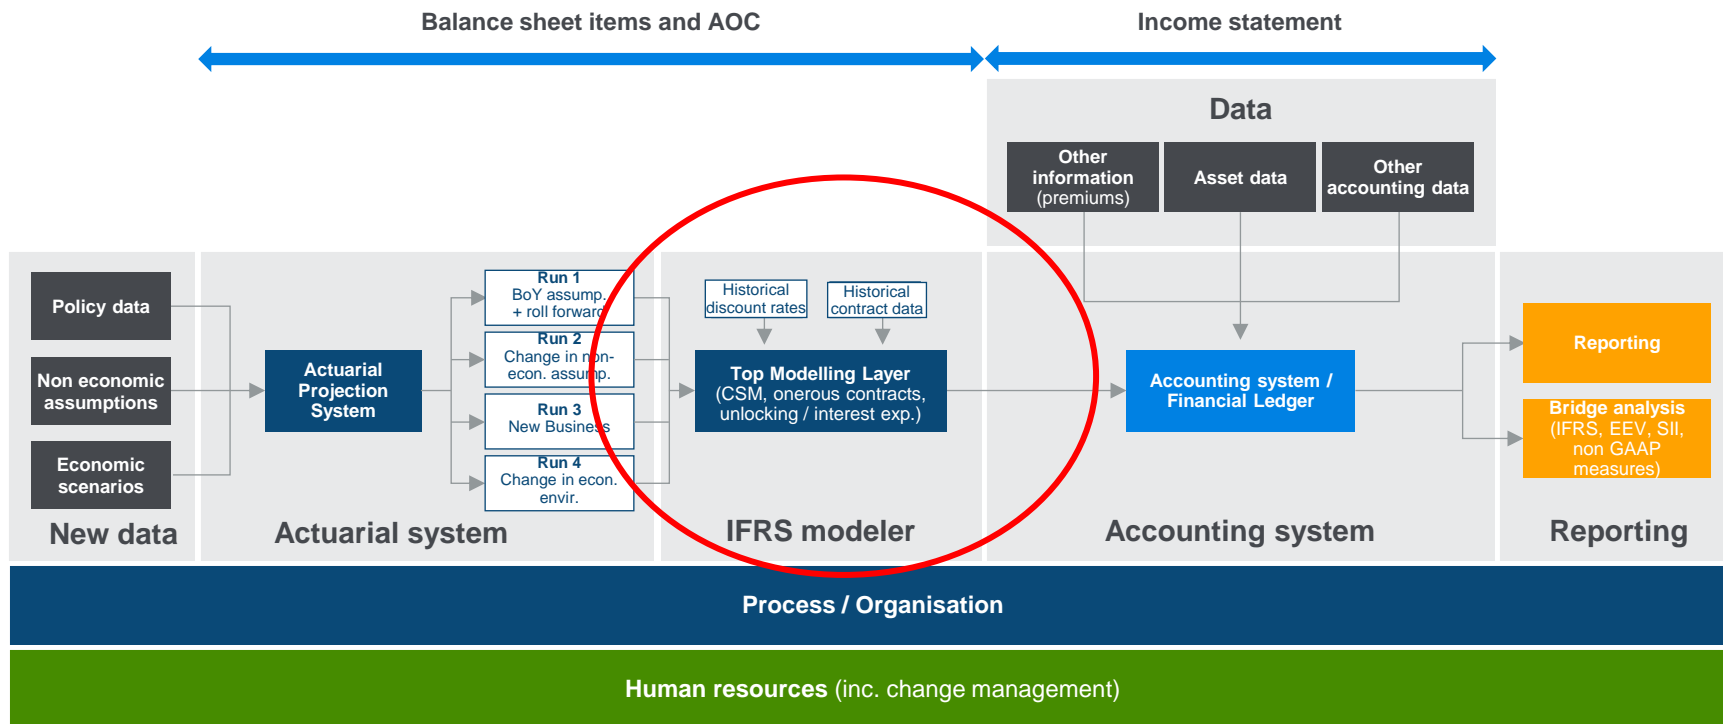 Balance sheet items and AOC
Income statement
Data
Other
information
(premiums)
Asset data
Other
accounting data
Policy data
Non economic
assumptions
Economic
scenarios
New data
Actuarial
Projection
System
Run 1
BoY assump.
+ roll forward
Run 2
Change in non-
econ. assump.
Run 3
New Business
Run 4
Change in econ.
envir.
Actuarial system
Historical
discount rates
Historical
contract data
Top Modelling Layer
(CSM, onerous contracts,
unlocking / interest exp.)
IFRS modeler
Accounting system /
Financial Ledger
Accounting system
Reporting
Bridge analysis
(IFRS, EEV, SII,
non GAAP
measures)
Reporting
Process / Organisation
Human resources (inc. change management)